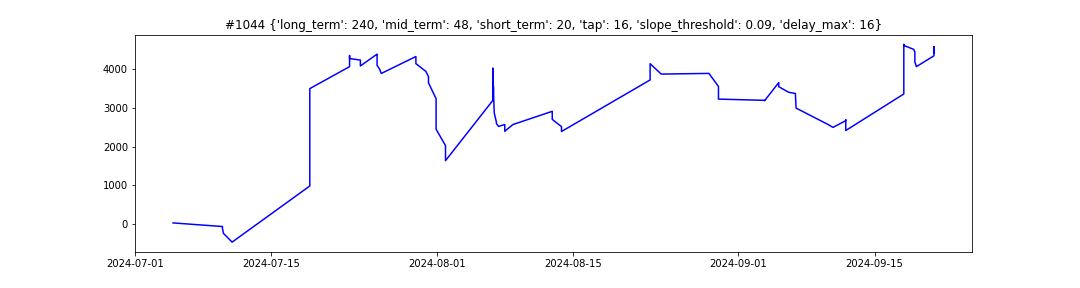 #1044 {'long_term': 240, 'mid_term': 48, 'short_term': 20, 'tap': 16, 'slope_threshold': 0.09, 'delay_max': 16}
4000
3000
2000
1000
0
2024-07-01 2024-07-15 2024-08-01 2024-08-15 2024-09-01 2024-09-15